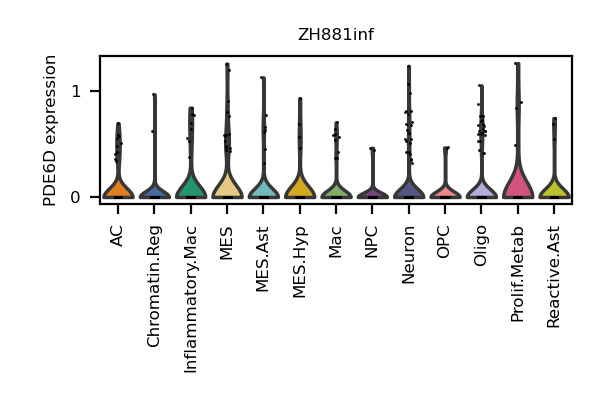 ZH881inf
PDE6D expression
1
0
AC
Chromatin.Reg
Inflammatory.Mac
MES
MES.Ast
MES.Hyp
Mac
NPC
Neuron
OPC
Oligo
Prolif.Metab
Reactive.Ast